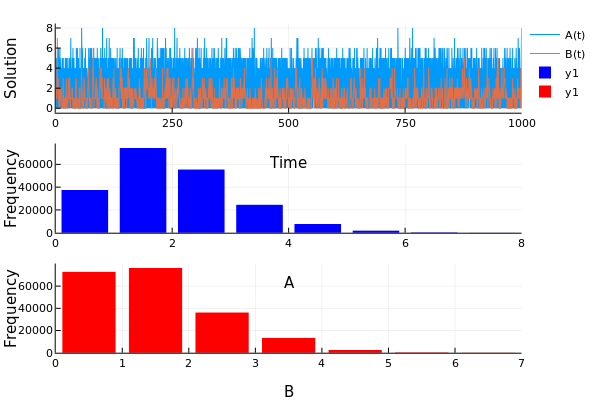 Solution
8
6
4
2
0
0 250 500 750 1000
Time
A(t)
B(t)
y1
y1
Frequency
60000
40000
20000
0
0 2 4 6 8
A
Frequency
60000
40000
20000
0
0 1 2 3 4 5 6 7
B